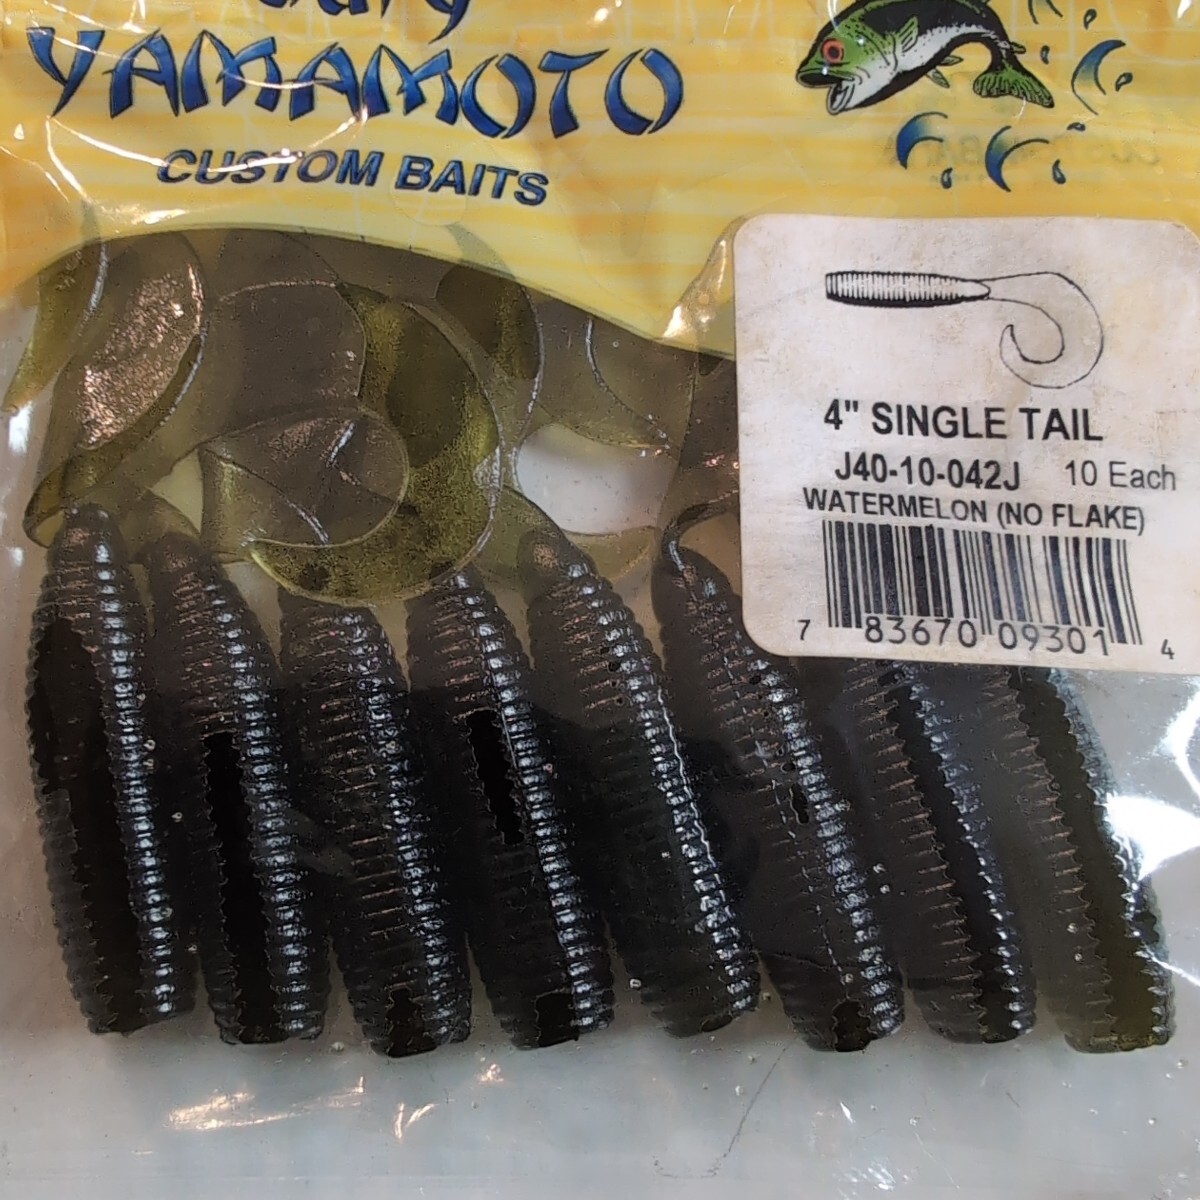 YAMAMOTO
CUSTOM BAITS
4" SINGLE TAIL
J40-10-042J 10 Each
WATERMELON (NO FLAKE)
7 83670 09301 4